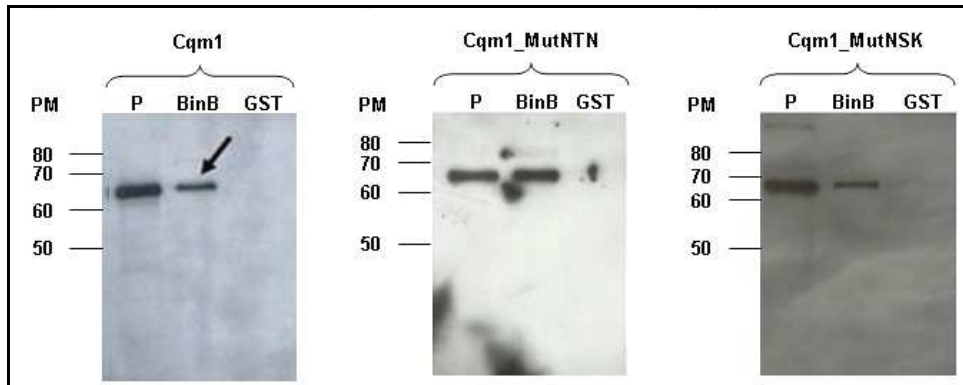 Cqm1 Cqm1_MutNTN Cqm1_MutNSK
PM P BinB GST PM P BinB GST PM P BinB GST
80 80 80
70 70 70
60 60 60
50 50 50